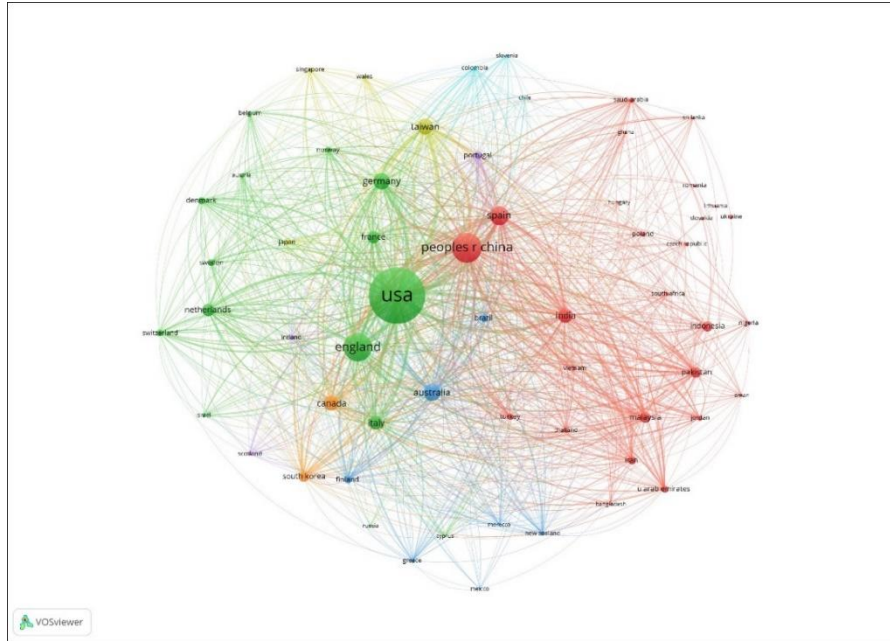 slovenia
colombia
singapore
wales
chile
saudi arabia
belgium
sri lanka
taiwan
ghana
norway
portugal
austria
germany
romania
denmark
hungary
lithuania
spain
slovakia
ukraine
france
poland
japan
peoples r china
czech republic
sweden
usa
south africa
netherlands
india
brazil
indonesia
nigeria
switzerland
ireland
england
vietnam
pakistan
australia
oman
canada
israel
turkey
malaysia
jordan
italy
thailand
scotland
iran
south korea
finland
u arab emirates
bangladesh
russia
morocco
cyprus
new zealand
greece
mexico
VOSviewer